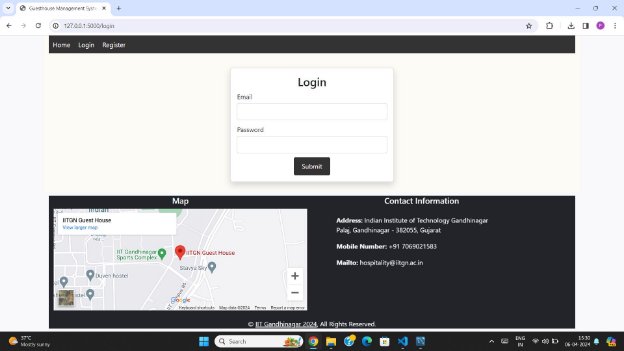 Guesthouse Management Syst
127.0.0.1:5000/login
Home Login Register
Login
Email
Password
Submit
Map
IITGN Guest House
View larger map
IIT Gandhinagar
Sports Complex
IITGN Guest House
Duven hostel
Google
Keyboard shortcuts Map data ©2024 Terms Report a map error
Contact Information
Address: Indian Institute of Technology Gandhinagar
Palaj, Gandhinagar - 382055, Gujarat
Mobile Number: +91 7069021583
Mailto: hospitality@iitgn.ac.in
© IIT Gandhinagar 2024, All Rights Reserved.
37°C
Mostly sunny
Search
ENG
IN
15:30
06-04-2024